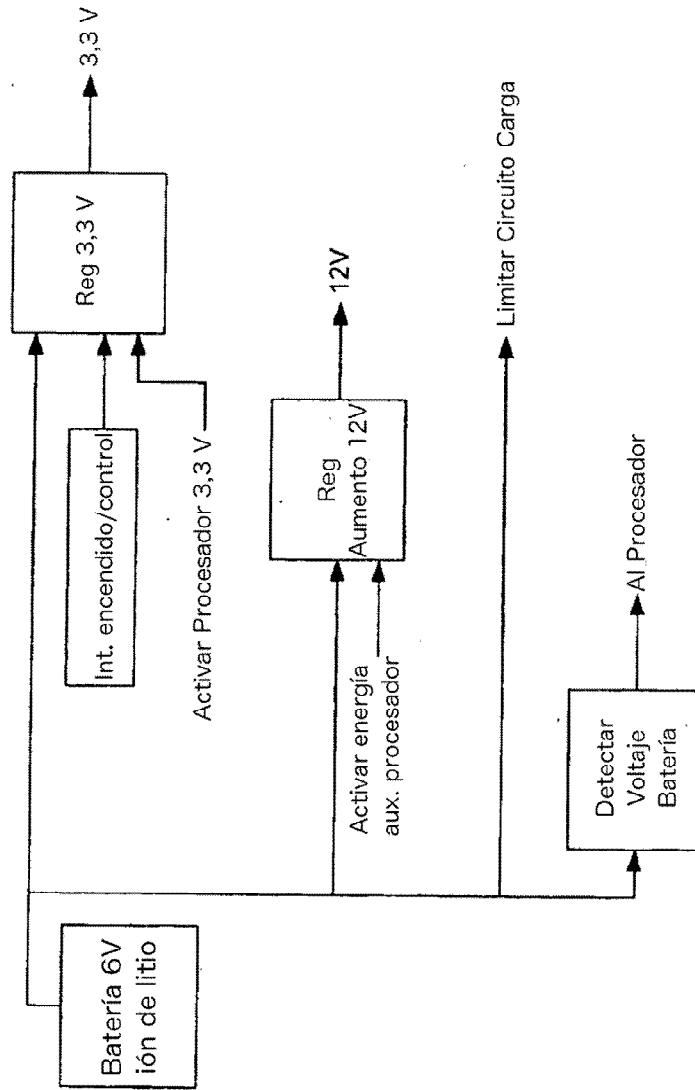 Batería 6V
ión de litio
Int. encendido/control
Activar Procesador 3,3 V
Reg 3,3 V
3,3 V
Activar energía
aux. procesador
Reg
Aumento 12V
12V
Limitar Circuito Carga
Detectar
Voltaje
Batería
Al Procesador